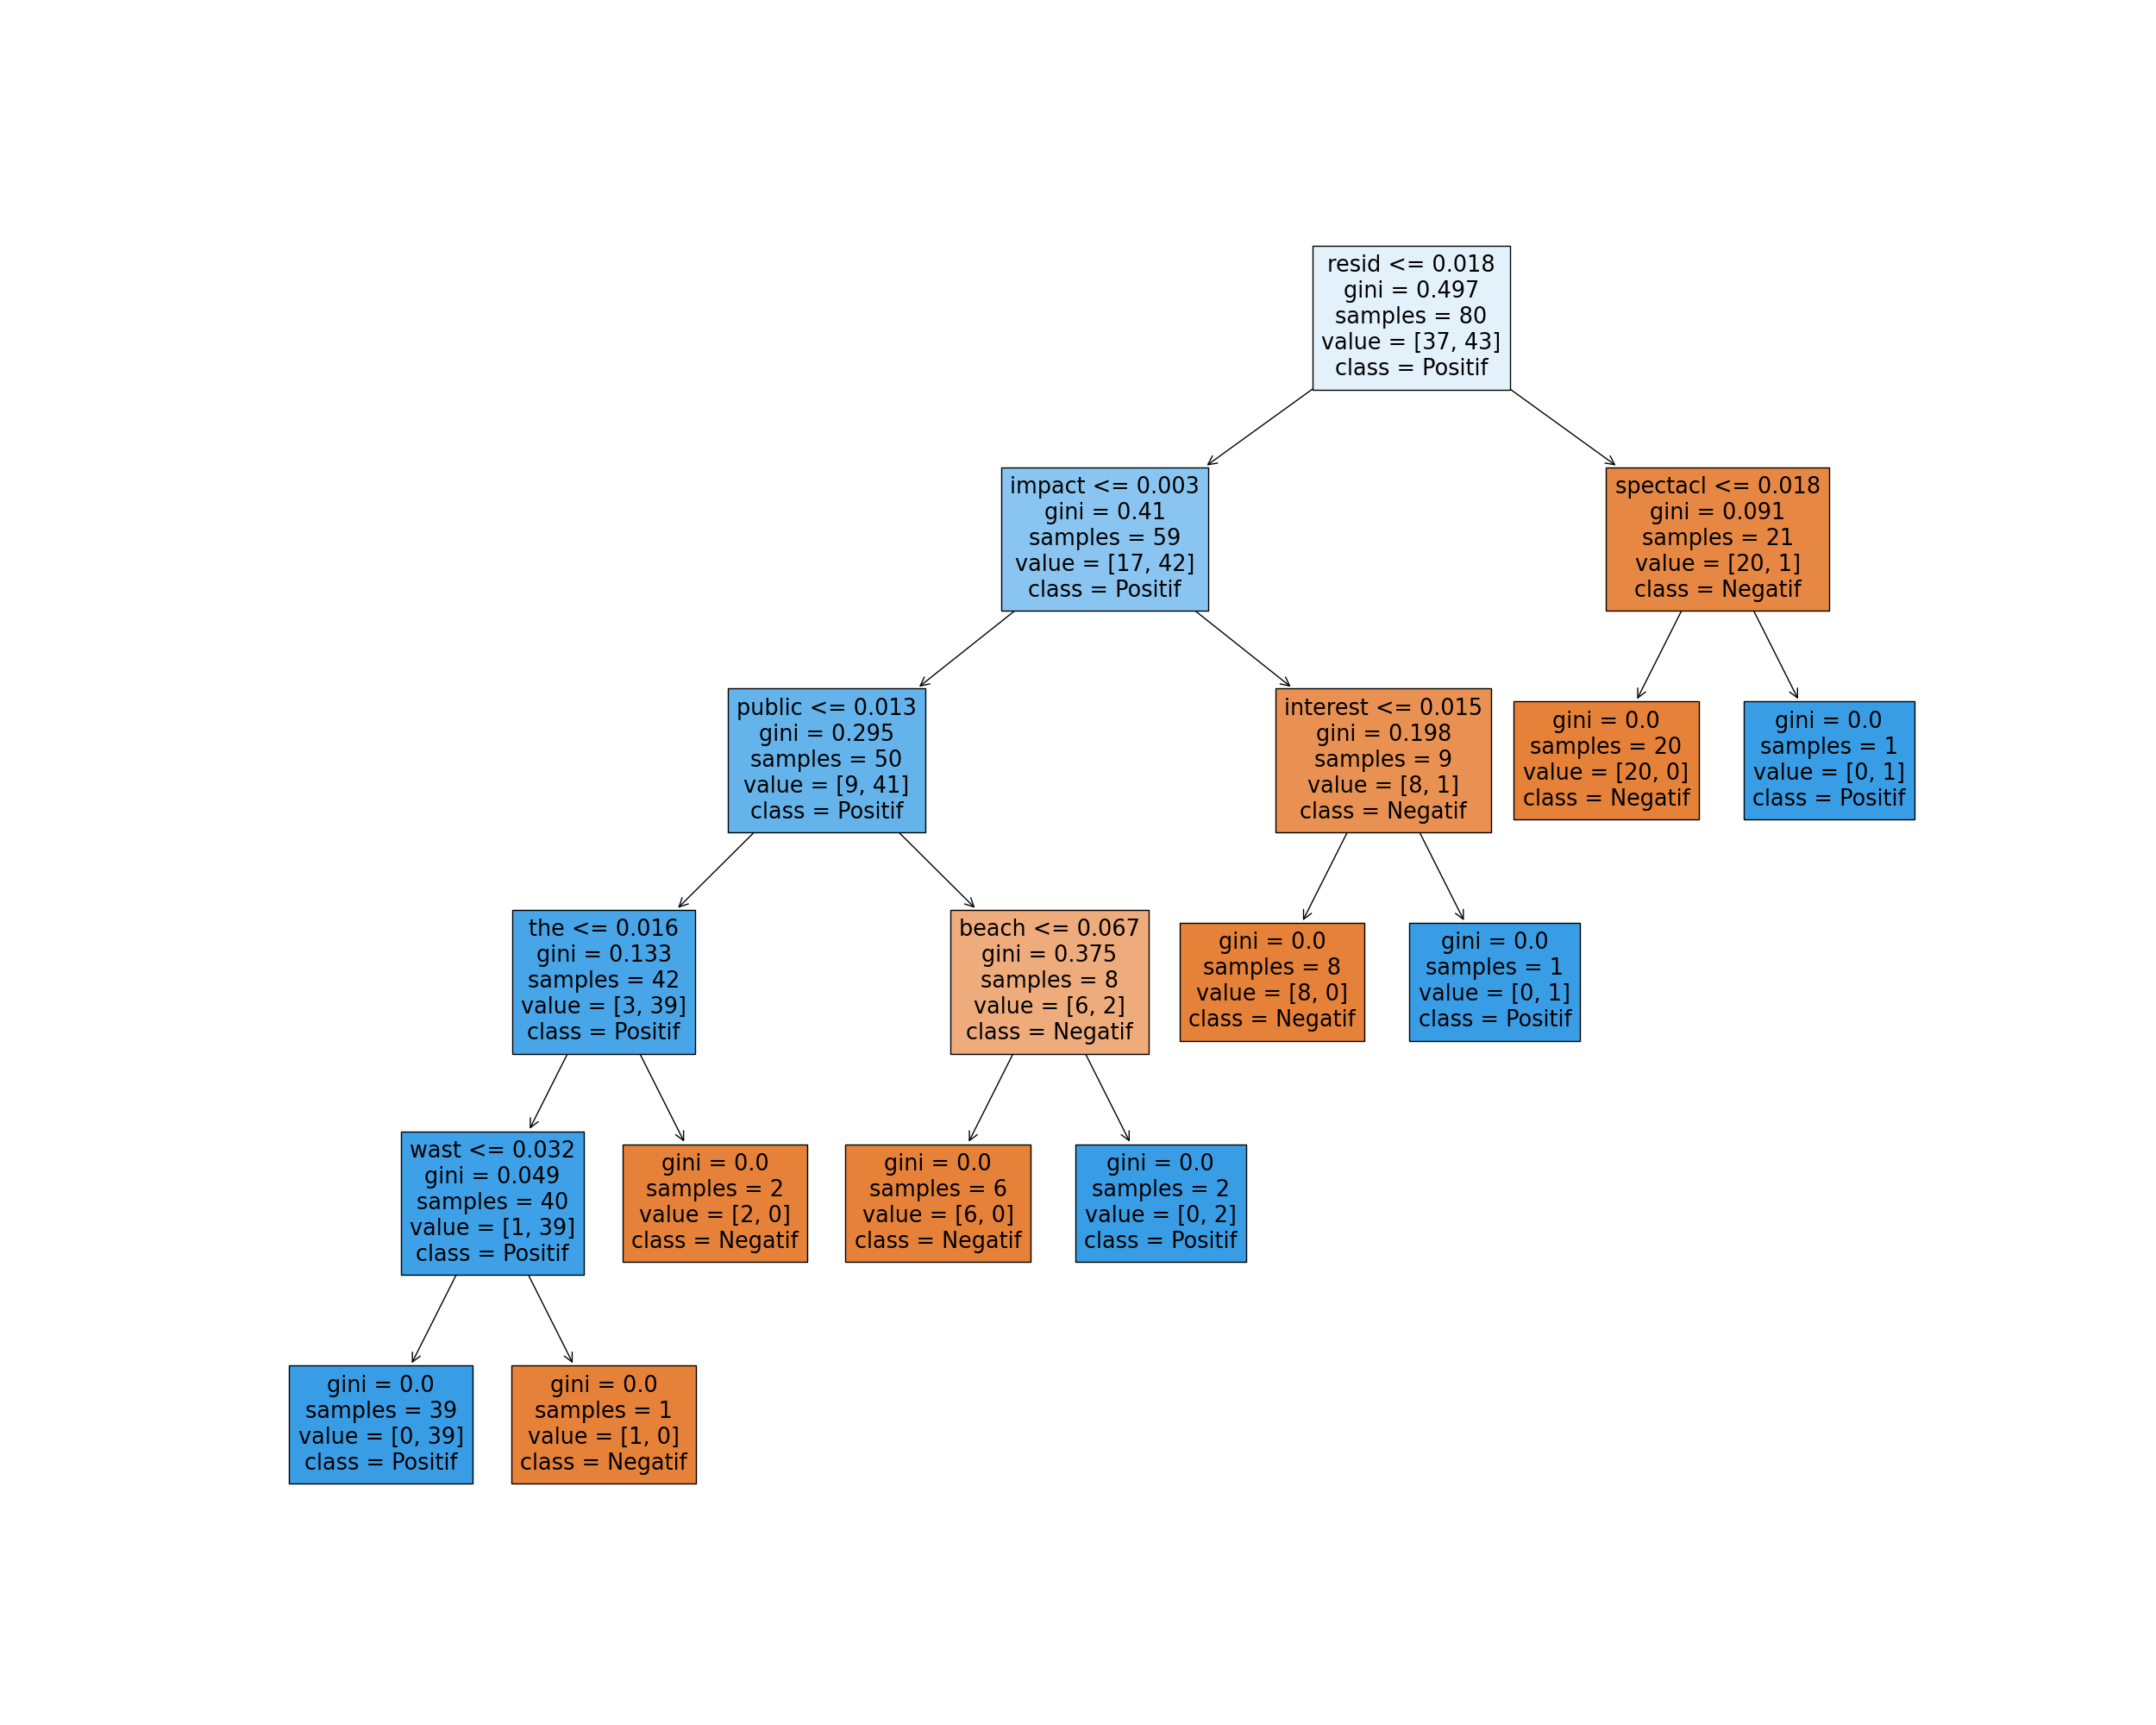 resid <= 0.018
gini = 0.497
samples = 80
value = [37, 43]
class = Positif
impact <= 0.003
gini = 0.41
samples = 59
value = [17, 42]
class = Positif
spectacl <= 0.018
gini = 0.091
samples = 21
value = [20, 1]
class = Negatif
public <= 0.013
gini = 0.295
samples = 50
value = [9, 41]
class = Positif
interest <= 0.015
gini = 0.198
samples = 9
value = [8, 1]
class = Negatif
gini = 0.0
samples = 20
value = [20, 0]
class = Negatif
gini = 0.0
samples = 1
value = [0, 1]
class = Positif
the <= 0.016
gini = 0.133
samples = 42
value = [3, 39]
class = Positif
beach <= 0.067
gini = 0.375
samples = 8
value = [6, 2]
class = Negatif
gini = 0.0
samples = 8
value = [8, 0]
class = Negatif
gini = 0.0
samples = 1
value = [0, 1]
class = Positif
wast <= 0.032
gini = 0.049
samples = 40
value = [1, 39]
class = Positif
gini = 0.0
samples = 2
value = [2, 0]
class = Negatif
gini = 0.0
samples = 6
value = [6, 0]
class = Negatif
gini = 0.0
samples = 2
value = [0, 2]
class = Positif
gini = 0.0
samples = 39
value = [0, 39]
class = Positif
gini = 0.0
samples = 1
value = [1, 0]
class = Negatif